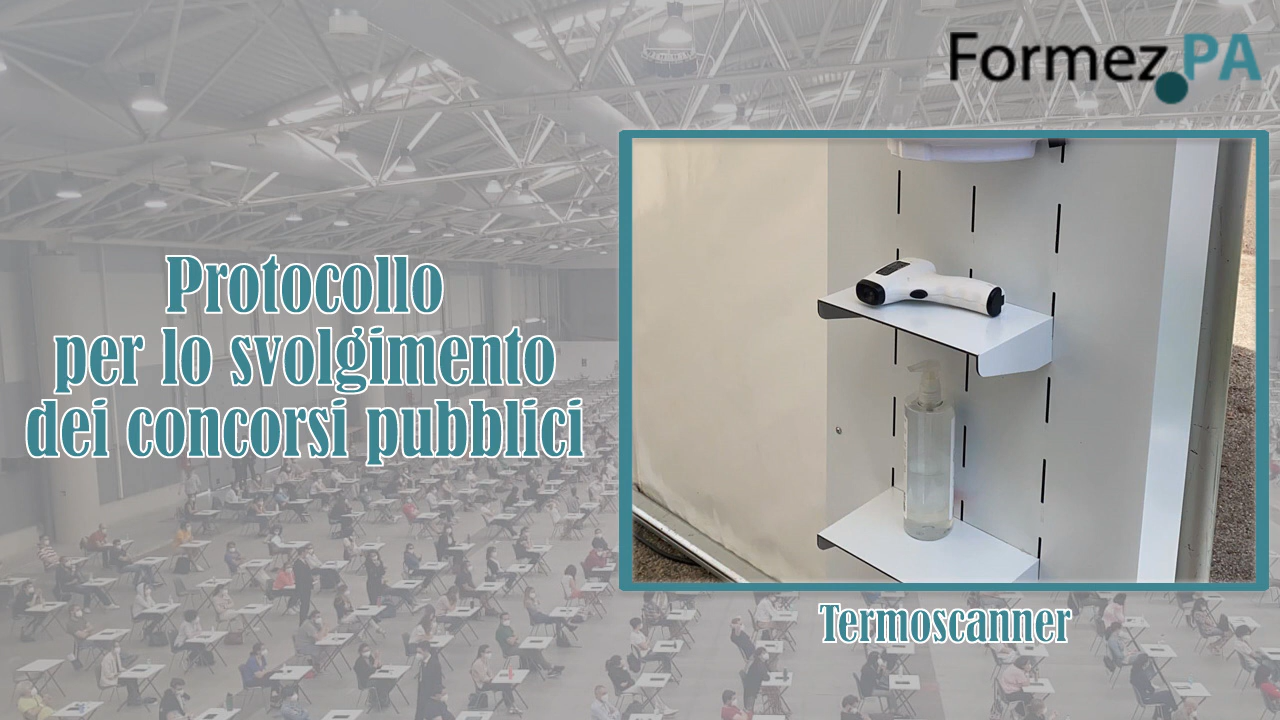 Formez PA
Protocollo
per lo svolgimento
dei concorsi pubblici
Termoscanner